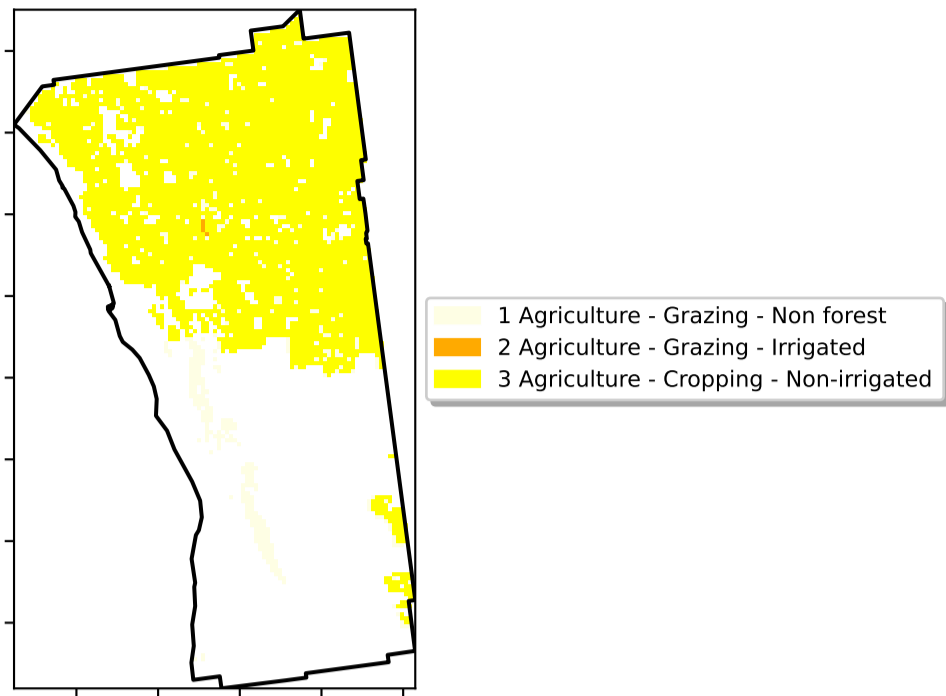 1 Agriculture - Grazing - Non forest
2 Agriculture - Grazing - Irrigated
3 Agriculture - Cropping - Non-irrigated